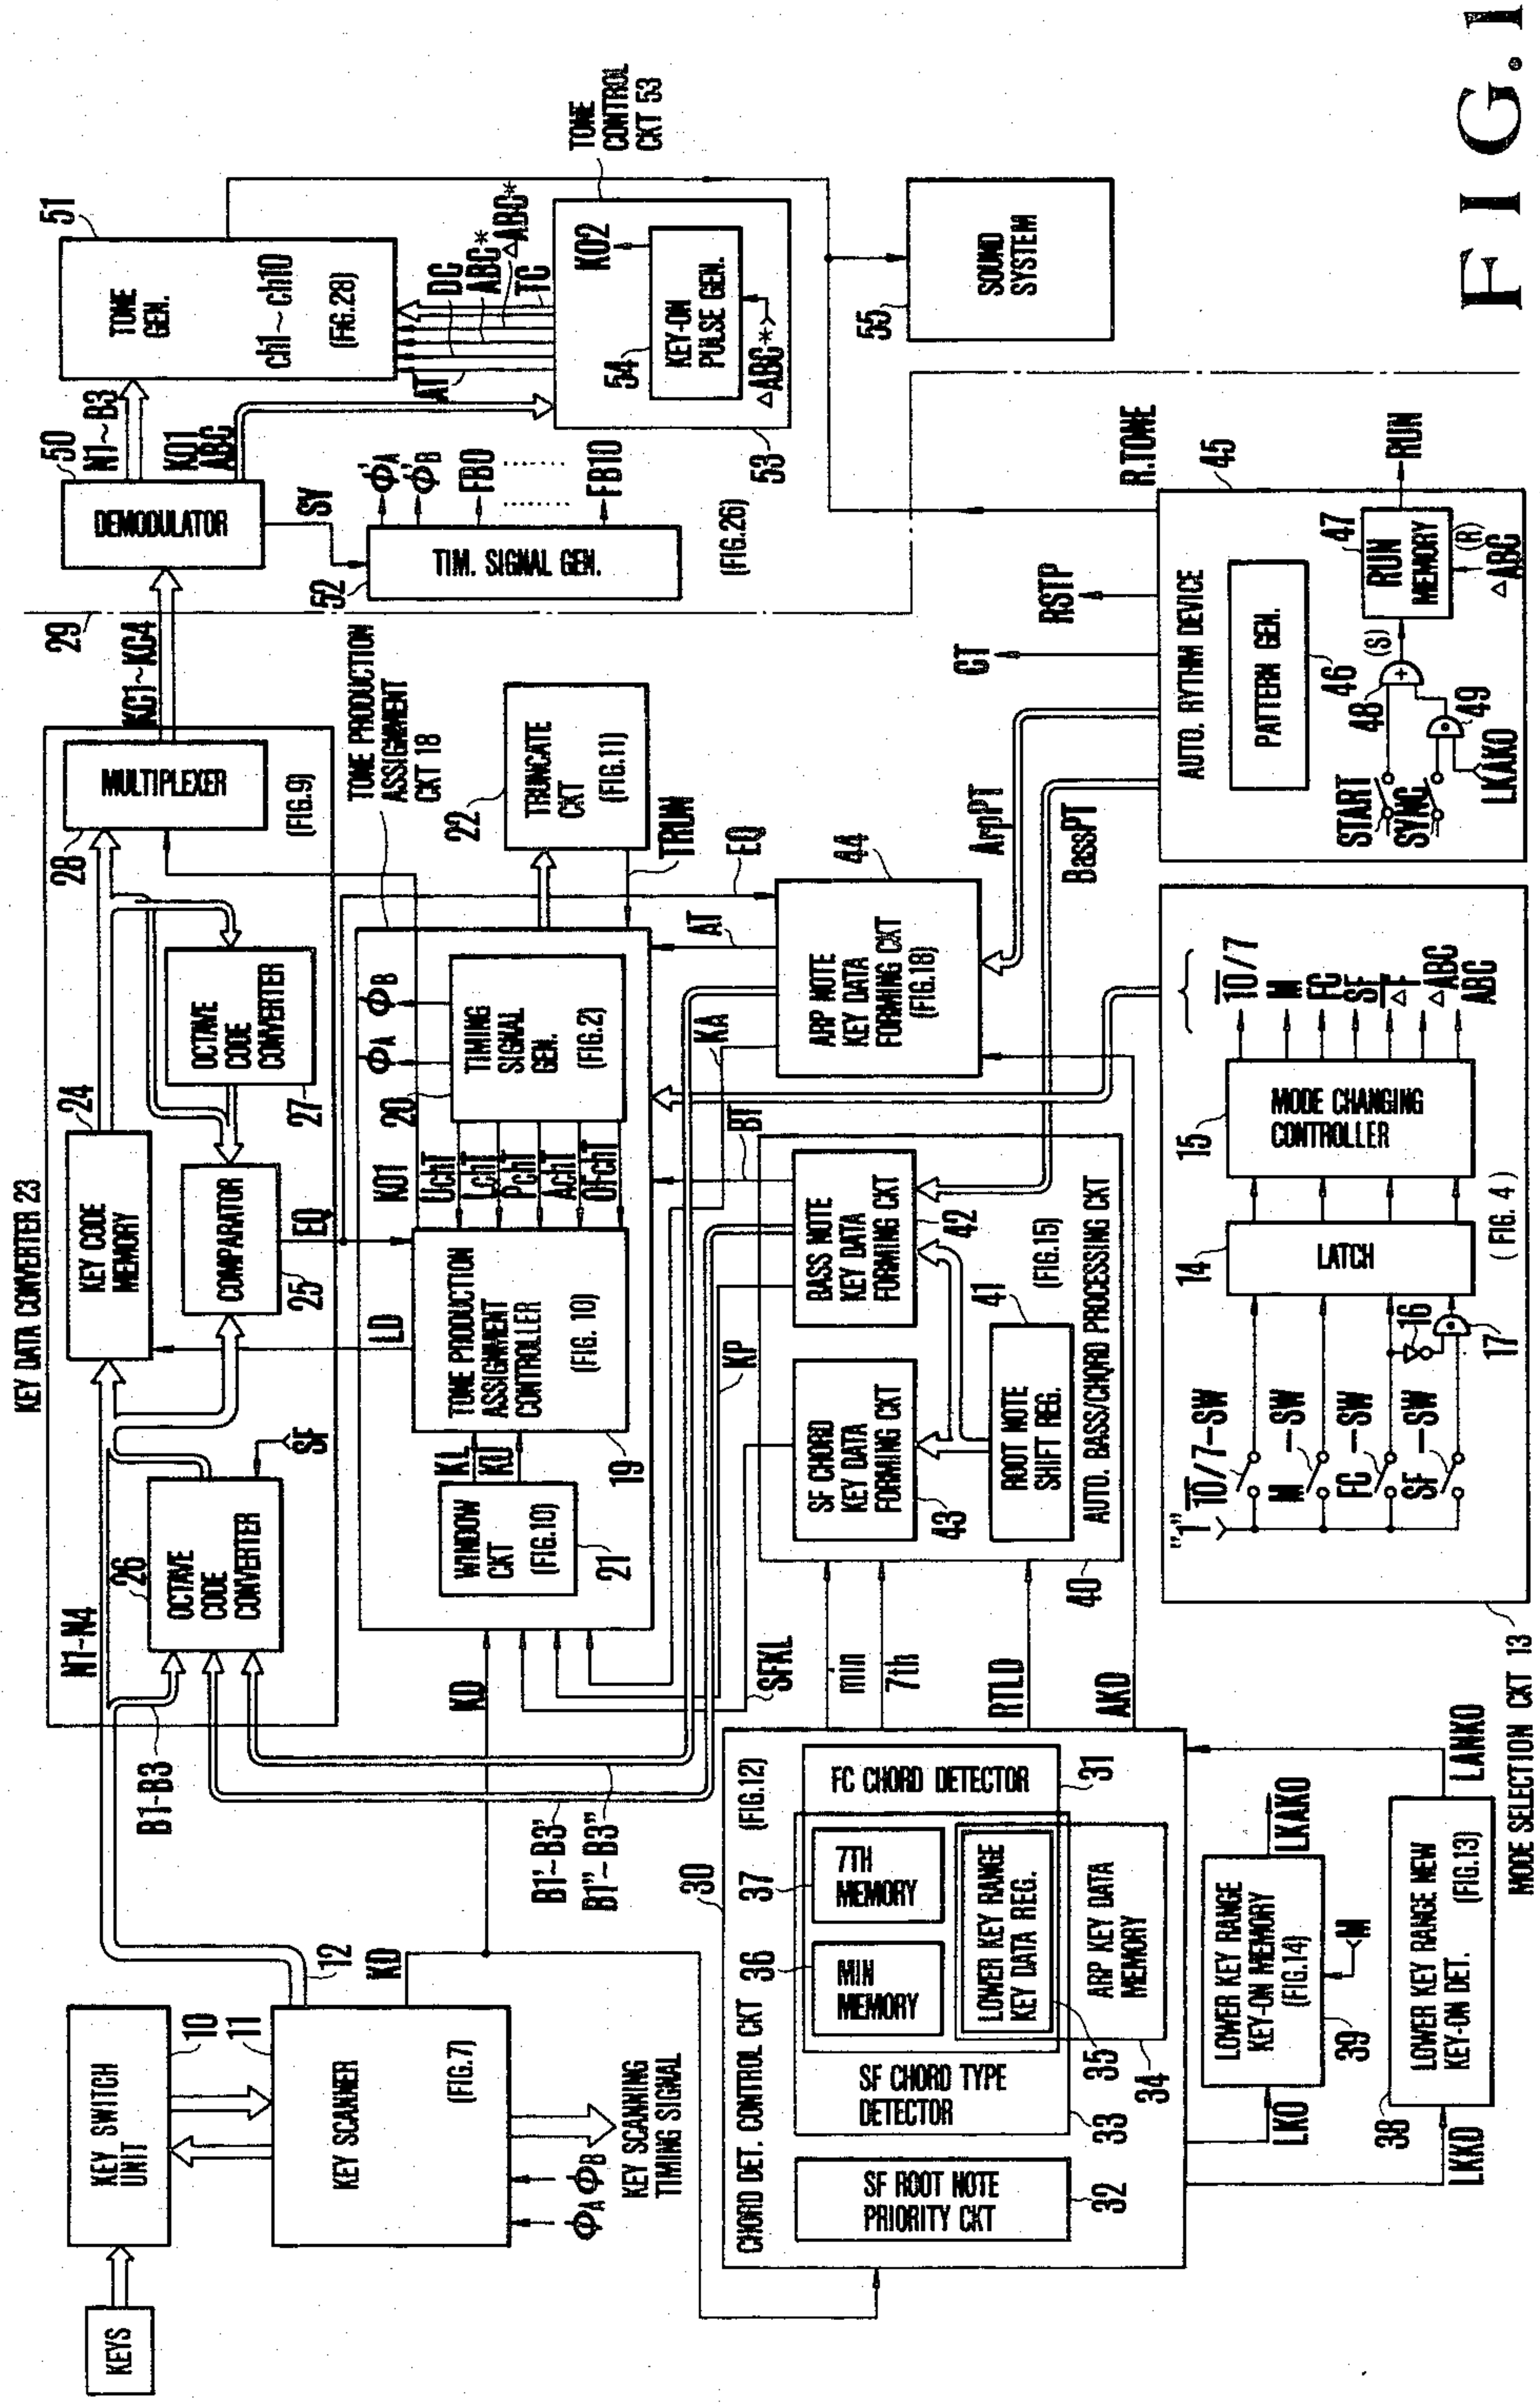 KEYS
KEY SWITCH
UNIT
10
11
KEY SCANNER
(FIG.7)
12
KD
ΦA ΦB
KEY SCANNING
TIMING SIGNAL
KEY DATA CONVERTER 23
N1~N4
B1~B3
B1'~B3'
B1"~B3"
26
OCTAVE
CODE
CONVERTER
SF
24
KEY CODE
MEMORY
COMPARATOR
25
EQ
OCTAVE
CODE
CONVERTER
27
28
MULTIPLEXER
(FIG.9)
KC1~KC4
29
50
DEMODULATOR
N1~B3
KO1
ABC
SY
51
TONE
GEN.
ch1~ch10
(FIG.28)
52
TIM. SIGNAL GEN.
Φ'A
Φ'B
FB0
FB10
(FIG.26)
AT
DC
ABC*
△ABC*
TC
TONE
CONTROL
CKT 53
KO2
54
KEY-ON
PULSE GEN.
△ABC*
53
55
SOUND
SYSTEM
TONE PRODUCTION
ASSIGNMENT
CKT 18
KD
WINDOW
CKT
(FIG.10)
21
KL
KU
LD
TONE PRODUCTION
ASSIGNMENT
CONTROLLER
(FIG. 10)
19
KO1
UchT
LchT
PchT
AchT
OFchT
20
TIMING
SIGNAL
GEN.
(FIG.2)
ΦA
ΦB
22
TRUNCATE
CKT
(FIG.11)
TRUN
EQ
SFKL
KP
BT
KA
AT
44
ARP NOTE
KEY DATA
FORMING CKT
(FIG.18)
ArpPT
BassPT
30
CHORD DET. CONTROL CKT
(FIG.12)
SF ROOT NOTE
PRIORITY CKT
32
SF CHORD TYPE
DETECTOR
33
FC CHORD DETECTOR
31
36
MIN
MEMORY
37
7TH
MEMORY
LOWER KEY RANGE
KEY DATA REG.
35
ARP KEY DATA
MEMORY
34
min
7th
RTLD
AKD
40
SF CHORD
KEY DATA
FORMING CKT
43
BASS NOTE
KEY DATA
FORMING CKT
42
ROOT NOTE
SHIFT REG.
41
(FIG.15)
AUTO. BASS/CHORD PROCESSING CKT
LKO
LOWER KEY RANGE
KEY-ON MEMORY
(FIG.14)
39
M
LKAKO
LKKD
38
LOWER KEY RANGE NEW
KEY-ON DET.
(FIG.13)
LANKO
MODE SELECTION CKT 13
"1"
10/7-SW
M -SW
FC -SW
SF -SW
16
17
14
LATCH
(FIG. 4)
15
MODE CHANGING
CONTROLLER
10/7
M
FC
SF
△F
△ABC
ABC
CT
RSTP
R.TONE
45
AUTO. RYTHM DEVICE
PATTERN GEN.
46
START
SYNC
LKAKO
48
49
(S)
47
RUN
MEMORY
(R)
△ABC
RUN
FIG.1